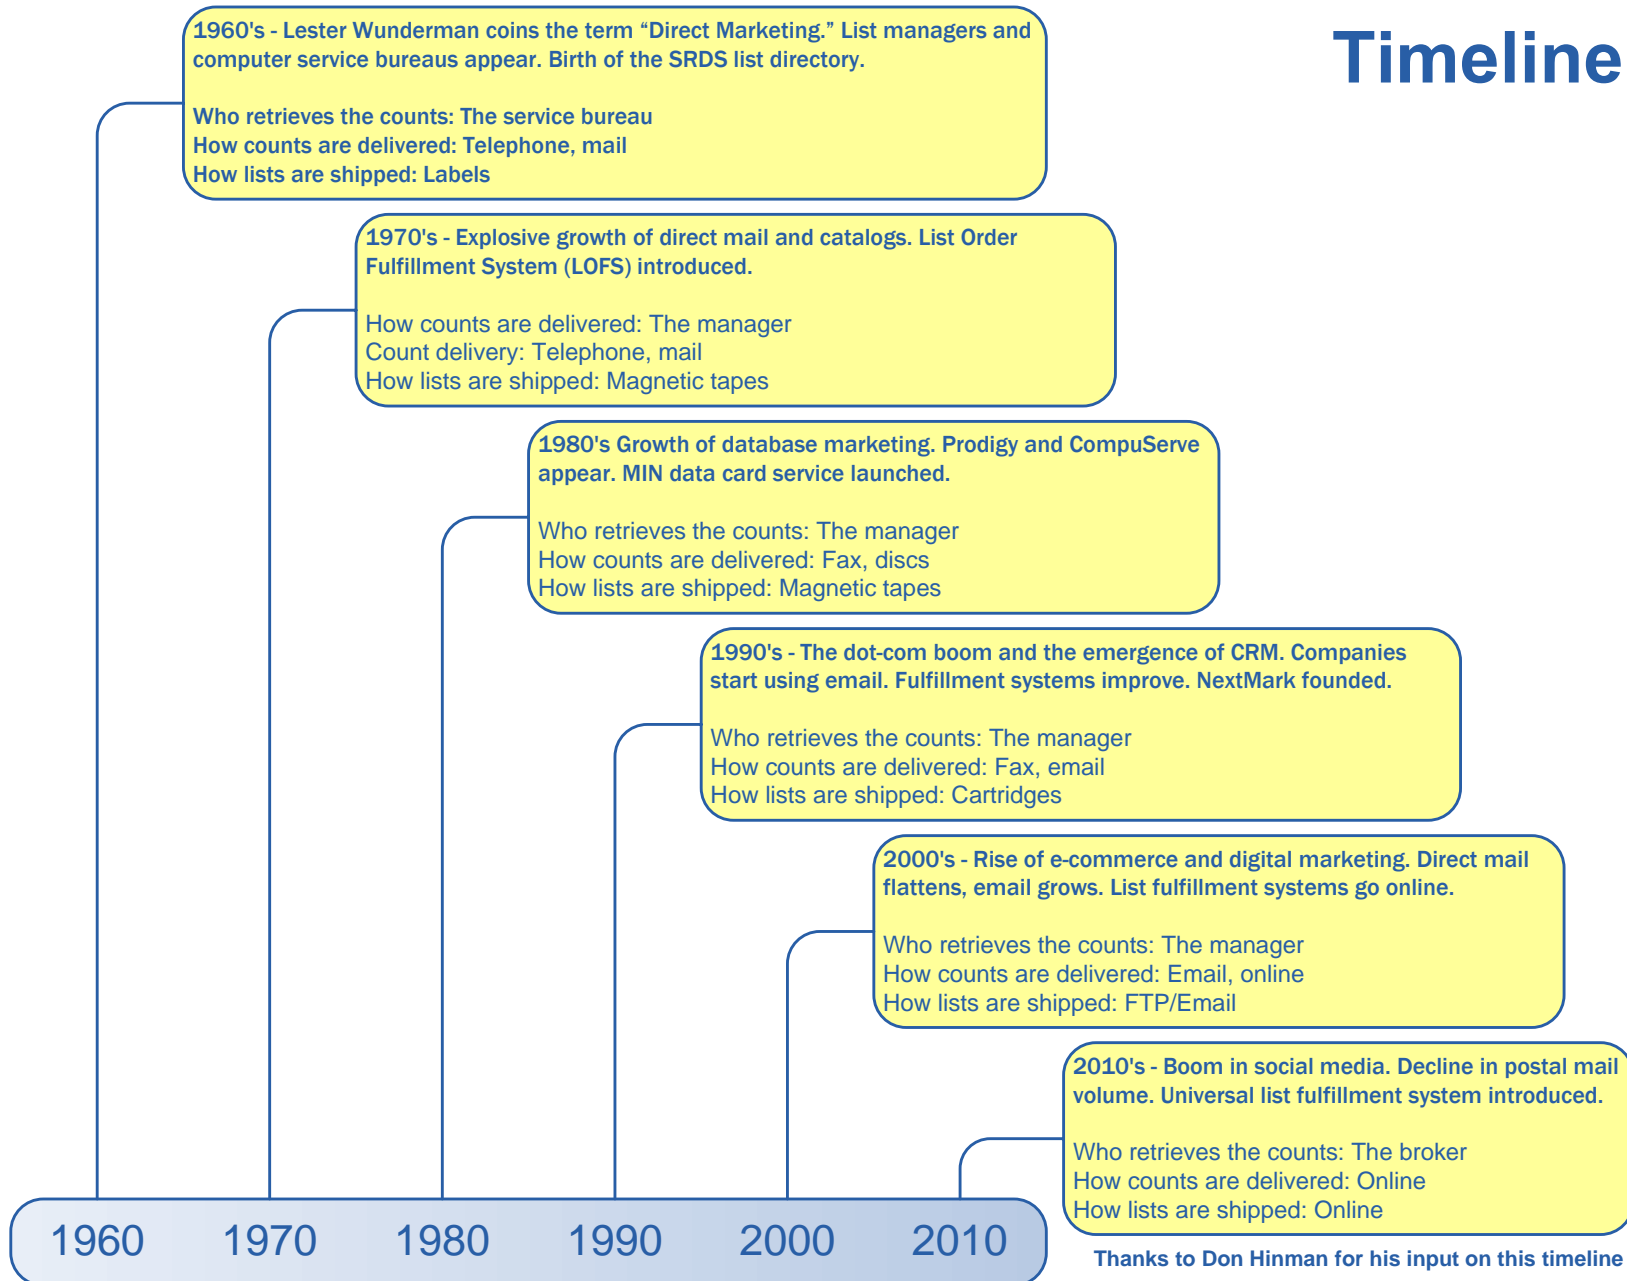 Timeline
1960's - Lester Wunderman coins the term “Direct Marketing.” List managers and
computer service bureaus appear. Birth of the SRDS list directory.
Who retrieves the counts: The service bureau
How counts are delivered: Telephone, mail
How lists are shipped: Labels
1970's - Explosive growth of direct mail and catalogs. List Order
Fulfillment System (LOFS) introduced.
How counts are delivered: The manager
Count delivery: Telephone, mail
How lists are shipped: Magnetic tapes
1980's Growth of database marketing. Prodigy and CompuServe
appear. MIN data card service launched.
Who retrieves the counts: The manager
How counts are delivered: Fax, discs
How lists are shipped: Magnetic tapes
1990's - The dot-com boom and the emergence of CRM. Companies
start using email. Fulfillment systems improve. NextMark founded.
Who retrieves the counts: The manager
How counts are delivered: Fax, email
How lists are shipped: Cartridges
2000's - Rise of e-commerce and digital marketing. Direct mail
flattens, email grows. List fulfillment systems go online.
Who retrieves the counts: The manager
How counts are delivered: Email, online
How lists are shipped: FTP/Email
2010's - Boom in social media. Decline in postal mail
volume. Universal list fulfillment system introduced.
Who retrieves the counts: The broker
How counts are delivered: Online
How lists are shipped: Online
1960 1970 1980 1990 2000 2010
Thanks to Don Hinman for his input on this timeline